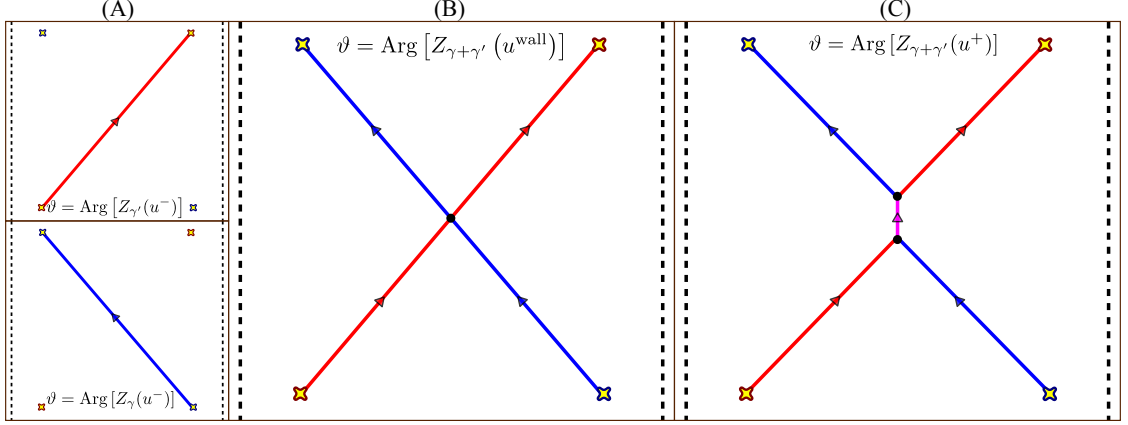 (A)
(B)
(C)
ϑ = Arg [Z_{γ′}(u⁻)]
ϑ = Arg [Z_γ(u⁻)]
ϑ = Arg [Z_{γ+γ′} (u^{wall})]
ϑ = Arg [Z_{γ+γ′}(u⁺)]